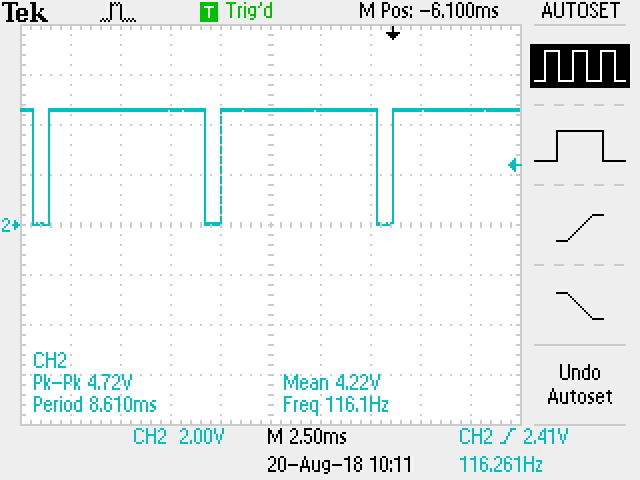 Tek T Trig'd M Pos: -6.100ms AUTOSET
2
CH2
Pk-Pk 4.72V Mean 4.22V
Period 8.610ms Freq 116.1Hz
Undo
Autoset
CH2 2.00V M 2.50ms CH2 2.41V
20-Aug-18 10:11 116.261Hz